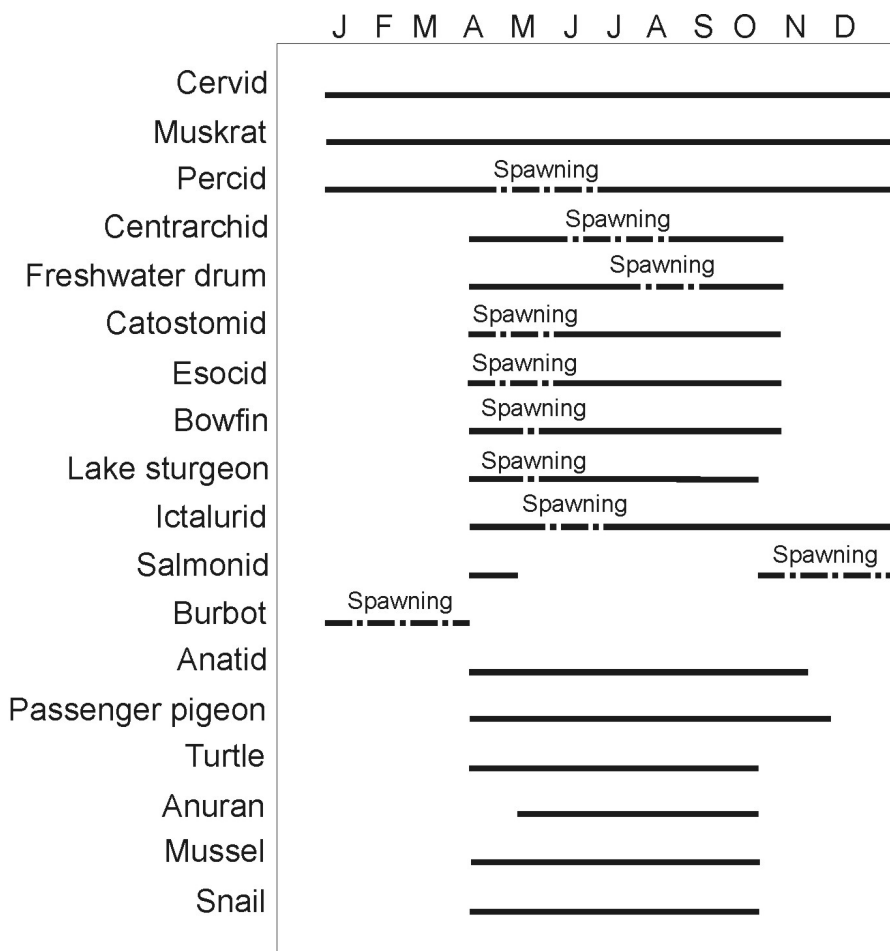 J F M A M J J A S O N D
Cervid
Muskrat
Percid Spawning
Centrarchid Spawning
Freshwater drum Spawning
Catostomid Spawning
Esocid Spawning
Bowfin Spawning
Lake sturgeon Spawning
Ictalurid Spawning
Salmonid Spawning
Burbot Spawning
Anatid
Passenger pigeon
Turtle
Anuran
Mussel
Snail